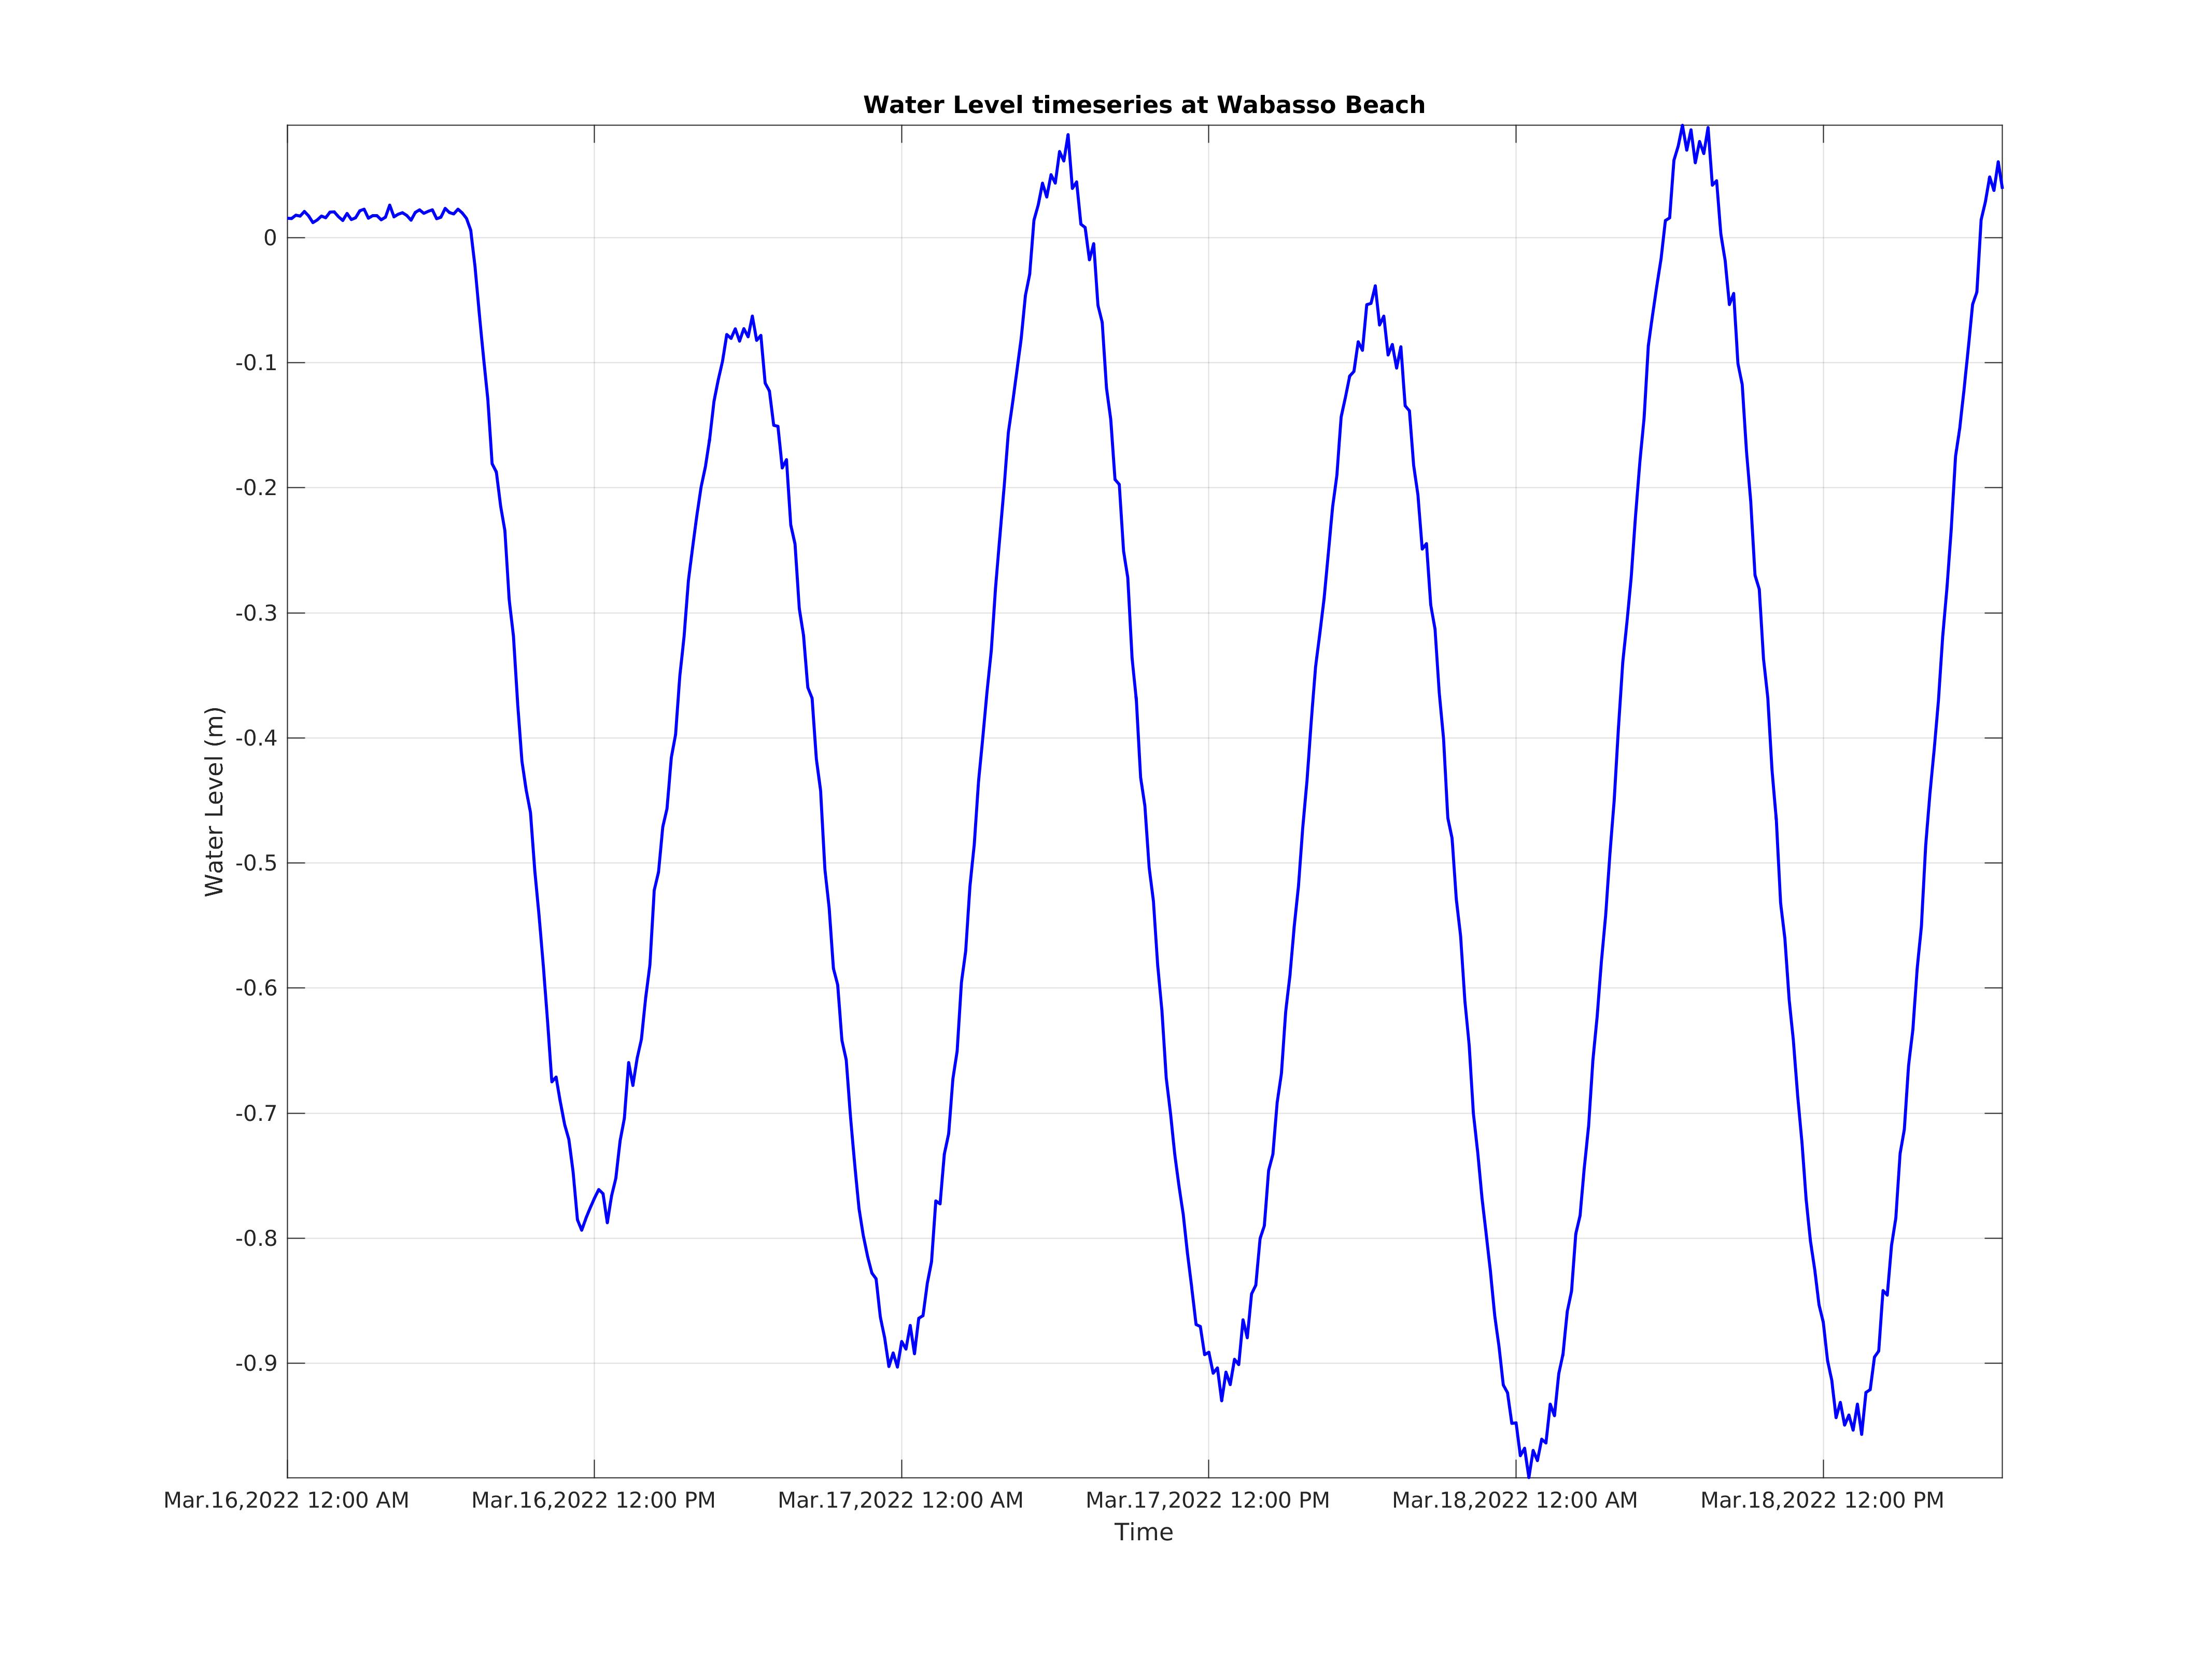 Water Level timeseries at Wabasso Beach
0
-0.1
-0.2
-0.3
-0.4
-0.5
-0.6
-0.7
-0.8
-0.9
Water Level (m)
Mar.16,2022 12:00 AM
Mar.16,2022 12:00 PM
Mar.17,2022 12:00 AM
Mar.17,2022 12:00 PM
Mar.18,2022 12:00 AM
Mar.18,2022 12:00 PM
Time